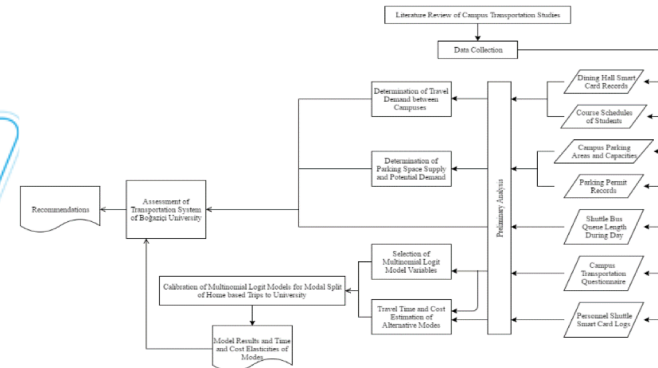 Literature Review of Campus Transportation Studies
Data Collection
Dining Hall Smart
Card Records
Determination of Travel
Demand between
Campuses
Course Schedules
of Students
Campus Parking
Areas and Capacities
Determination of
Parking Space Supply
and Potential Demand
Parking Permit
Records
Preliminary Analysis
Recommendations
Assessment of
Transportation System
of Boğaziçi University
Shuttle Bus
Queue Length
During Day
Selection of
Multinomial Logit
Model Variables
Campus
Transportation
Questionnaire
Calibration of Multinomial Logit Models for Modal Split
of Home based Trips to University
Travel Time and Cost
Estimation of
Alternative Modes
Personnel Shuttle
Smart Card Logs
Model Results and Time
and Cost Elasticities of
Modes